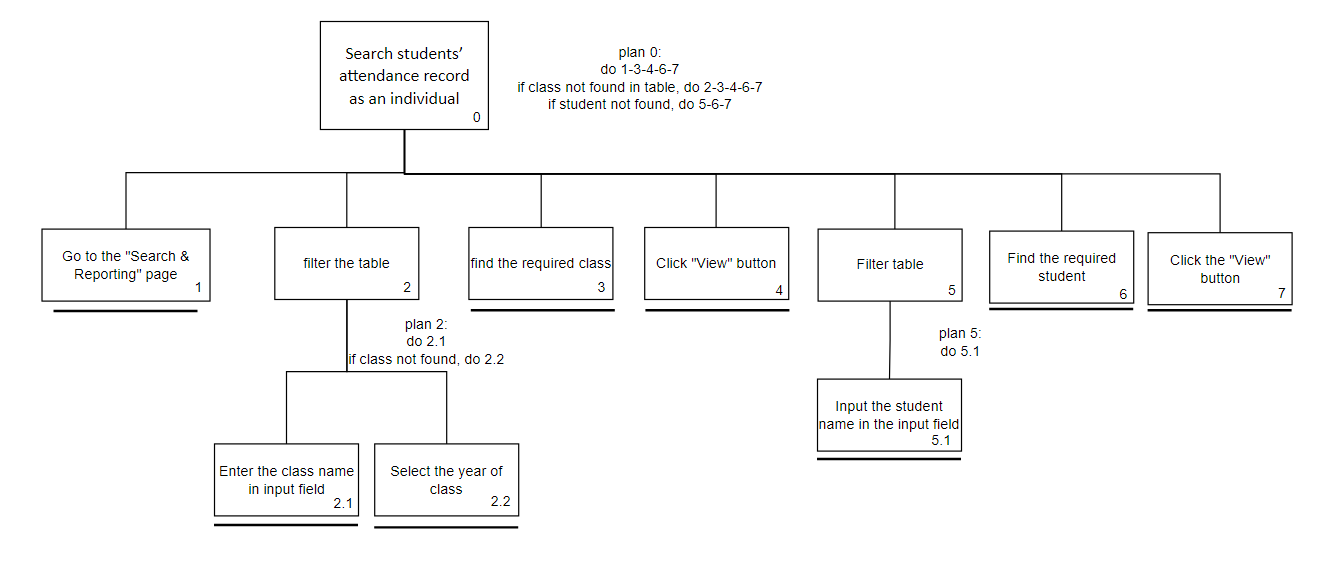 Search students’
attendance record
as an individual
0
plan 0:
do 1-3-4-6-7
if class not found in table, do 2-3-4-6-7
if student not found, do 5-6-7
Go to the "Search &
Reporting" page
1
filter the table
2
find the required class
3
Click "View" button
4
Filter table
5
Find the required
student
6
Click the "View"
button
7
plan 2:
do 2.1
if class not found, do 2.2
plan 5:
do 5.1
Enter the class name
in input field
2.1
Select the year of
class
2.2
Input the student
name in the input field
5.1